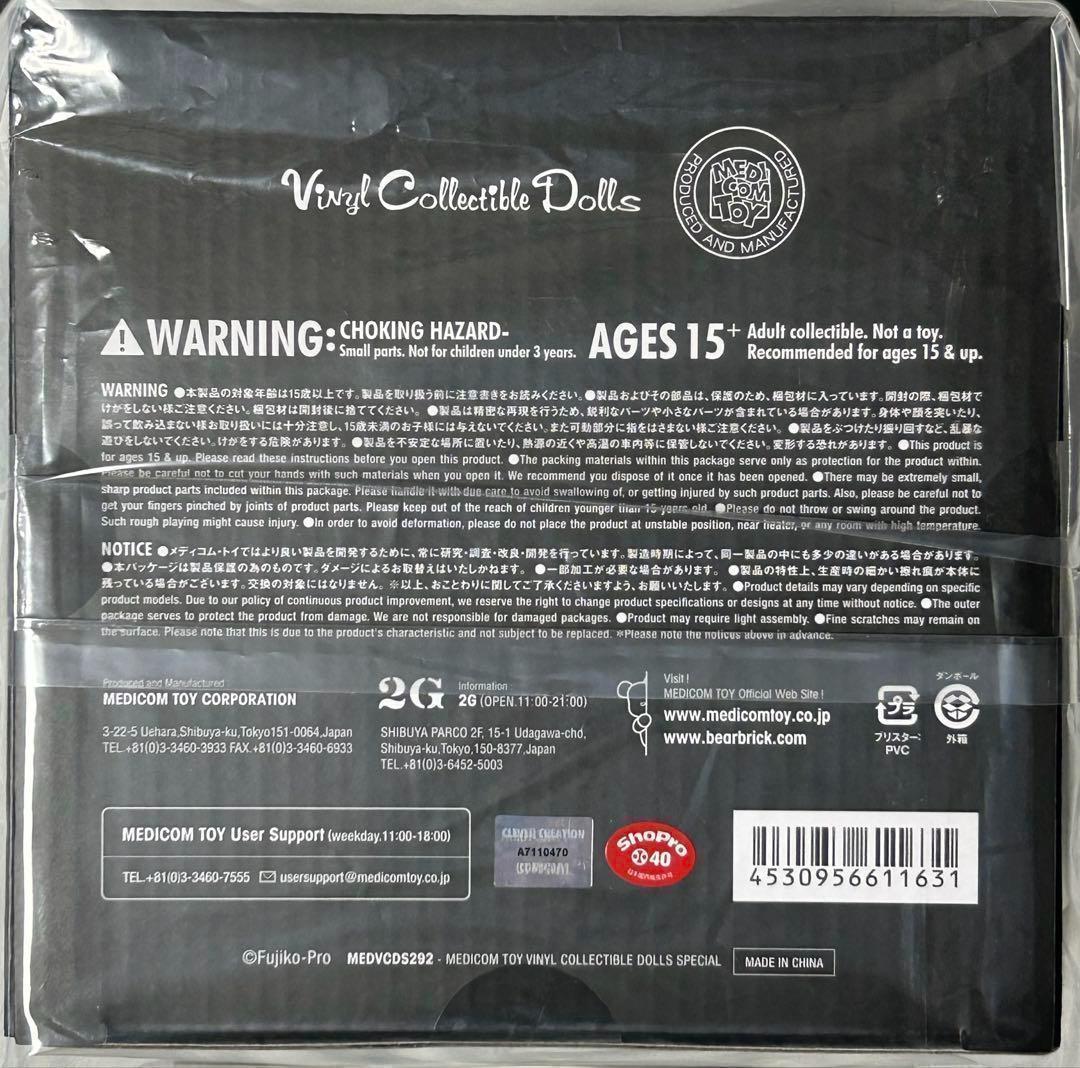 Vinyl Collectible Dolls
MEDICOM TOY
PRODUCED AND MANUFACTURED
WARNING: CHOKING HAZARD-
Small parts. Not for children under 3 years.
AGES 15+ Adult collectible. Not a toy.
Recommended for ages 15 & up.
WARNING ●本製品の対象年齢は15歳以上です。製品を取り扱う前に注意書きをお読みください。●製品およびその部品は、保護のため、梱包材に入っています。開封の際、梱包材で
けがをしない様ご注意ください。梱包材は開封後に捨ててください。 ●製品は精密な再現を行うため、鋭利なパーツや小さなパーツが含まれている場合があります。身体や顔を突いたり、
誤って飲み込まない様お取り扱いには十分注意し、15歳未満のお子様には与えないでください。また可動部分に指をはさまない様ご注意ください。 ●製品をぶつけたり振り回すなど、乱暴な
遊びをしないでください。けがをする危険があります。 ●製品を不安定な場所に置いたり、熱源の近くや高温の車内等に保管しないでください。変形する恐れがあります。 ●This product is
for ages 15 & up. Please read these instructions before you open this product. ●The packing materials within this package serve only as protection for the product within.
Please be careful not to cut your hands with such materials when you open it. We recommend you dispose of it once it has been opened. ●There may be extremely small,
sharp product parts included within this package. Please handle it with due care to avoid swallowing of, or getting injured by such product parts. Also, please be careful not to
get your fingers pinched by joints of product parts. Please keep out of the reach of children younger than 15 years old. ●Please do not throw or swing around the product.
Such rough playing might cause injury. ●In order to avoid deformation, please do not place the product at unstable position, near heater, or any room with high temperature.
NOTICE ●メディコム・トイではより良い製品を開発するために、常に研究・調査・改良・開発を行っています。製造時期によって、同一製品の中にも多少の違いがある場合があります。
●本パッケージは製品保護の為のものです。ダメージによるお取替えはいたしかねます。 ●一部加工が必要な場合があります。 ●製品の特性上、生産時の細かい擦れ痕が本体に
残っている場合がございます。交換の対象にはなりません。※以上、おことわりに関してご了承くださいますよう、お願いいたします。 ●Product details may vary depending on specific
product models. Due to our policy of continuous product improvement, we reserve the right to change product specifications or designs at any time without notice. ●The outer
package serves to protect the product from damage. We are not responsible for damaged packages. ●Product may require light assembly. ●Fine scratches may remain on
the surface. Please note that this is due to the product's characteristic and not subject to be replaced. ※Please note the notices above in advance.
Produced and Manufactured:
MEDICOM TOY CORPORATION
3-22-5 Uehara,Shibuya-ku,Tokyo151-0064,Japan
TEL.+81(0)3-3460-3933 FAX.+81(0)3-3460-6933
2G Information:
2G (OPEN.11:00-21:00)
SHIBUYA PARCO 2F, 15-1 Udagawa-cho,
Shibuya-ku,Tokyo,150-8377,Japan
TEL.+81(0)3-6452-5003
Visit !
MEDICOM TOY Official Web Site !
www.medicomtoy.co.jp
www.bearbrick.com
プラ
ブリスター:
PVC
ダンボール
外箱
MEDICOM TOY User Support (weekday,11:00-18:00)
TEL.+81(0)3-3460-7555 usersupport@medicomtoy.co.jp
A7110470
ShoPro
40
4530956611631
©Fujiko-Pro MEDVCDS292 - MEDICOM TOY VINYL COLLECTIBLE DOLLS SPECIAL
MADE IN CHINA